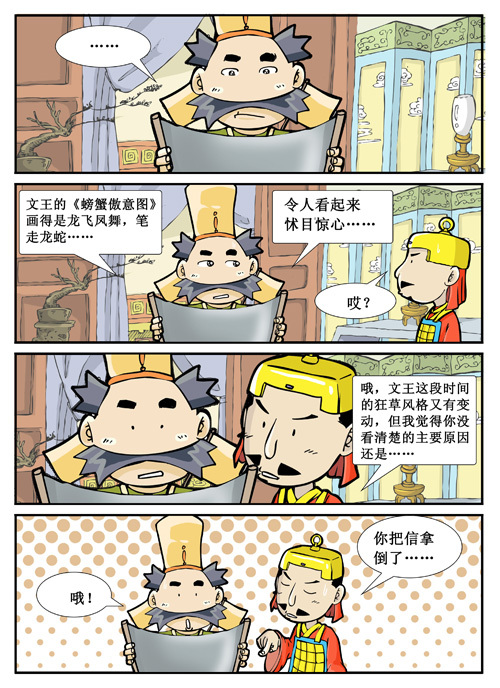 ……
文王的《螃蟹傲意图》
画得是龙飞凤舞，笔
走龙蛇……
令人看起来
怵目惊心……
哎？
哦，文王这段时间
的狂草风格又有变
动，但我觉得你没
看清楚的主要原因
还是……
你把信拿
倒了……
哦！